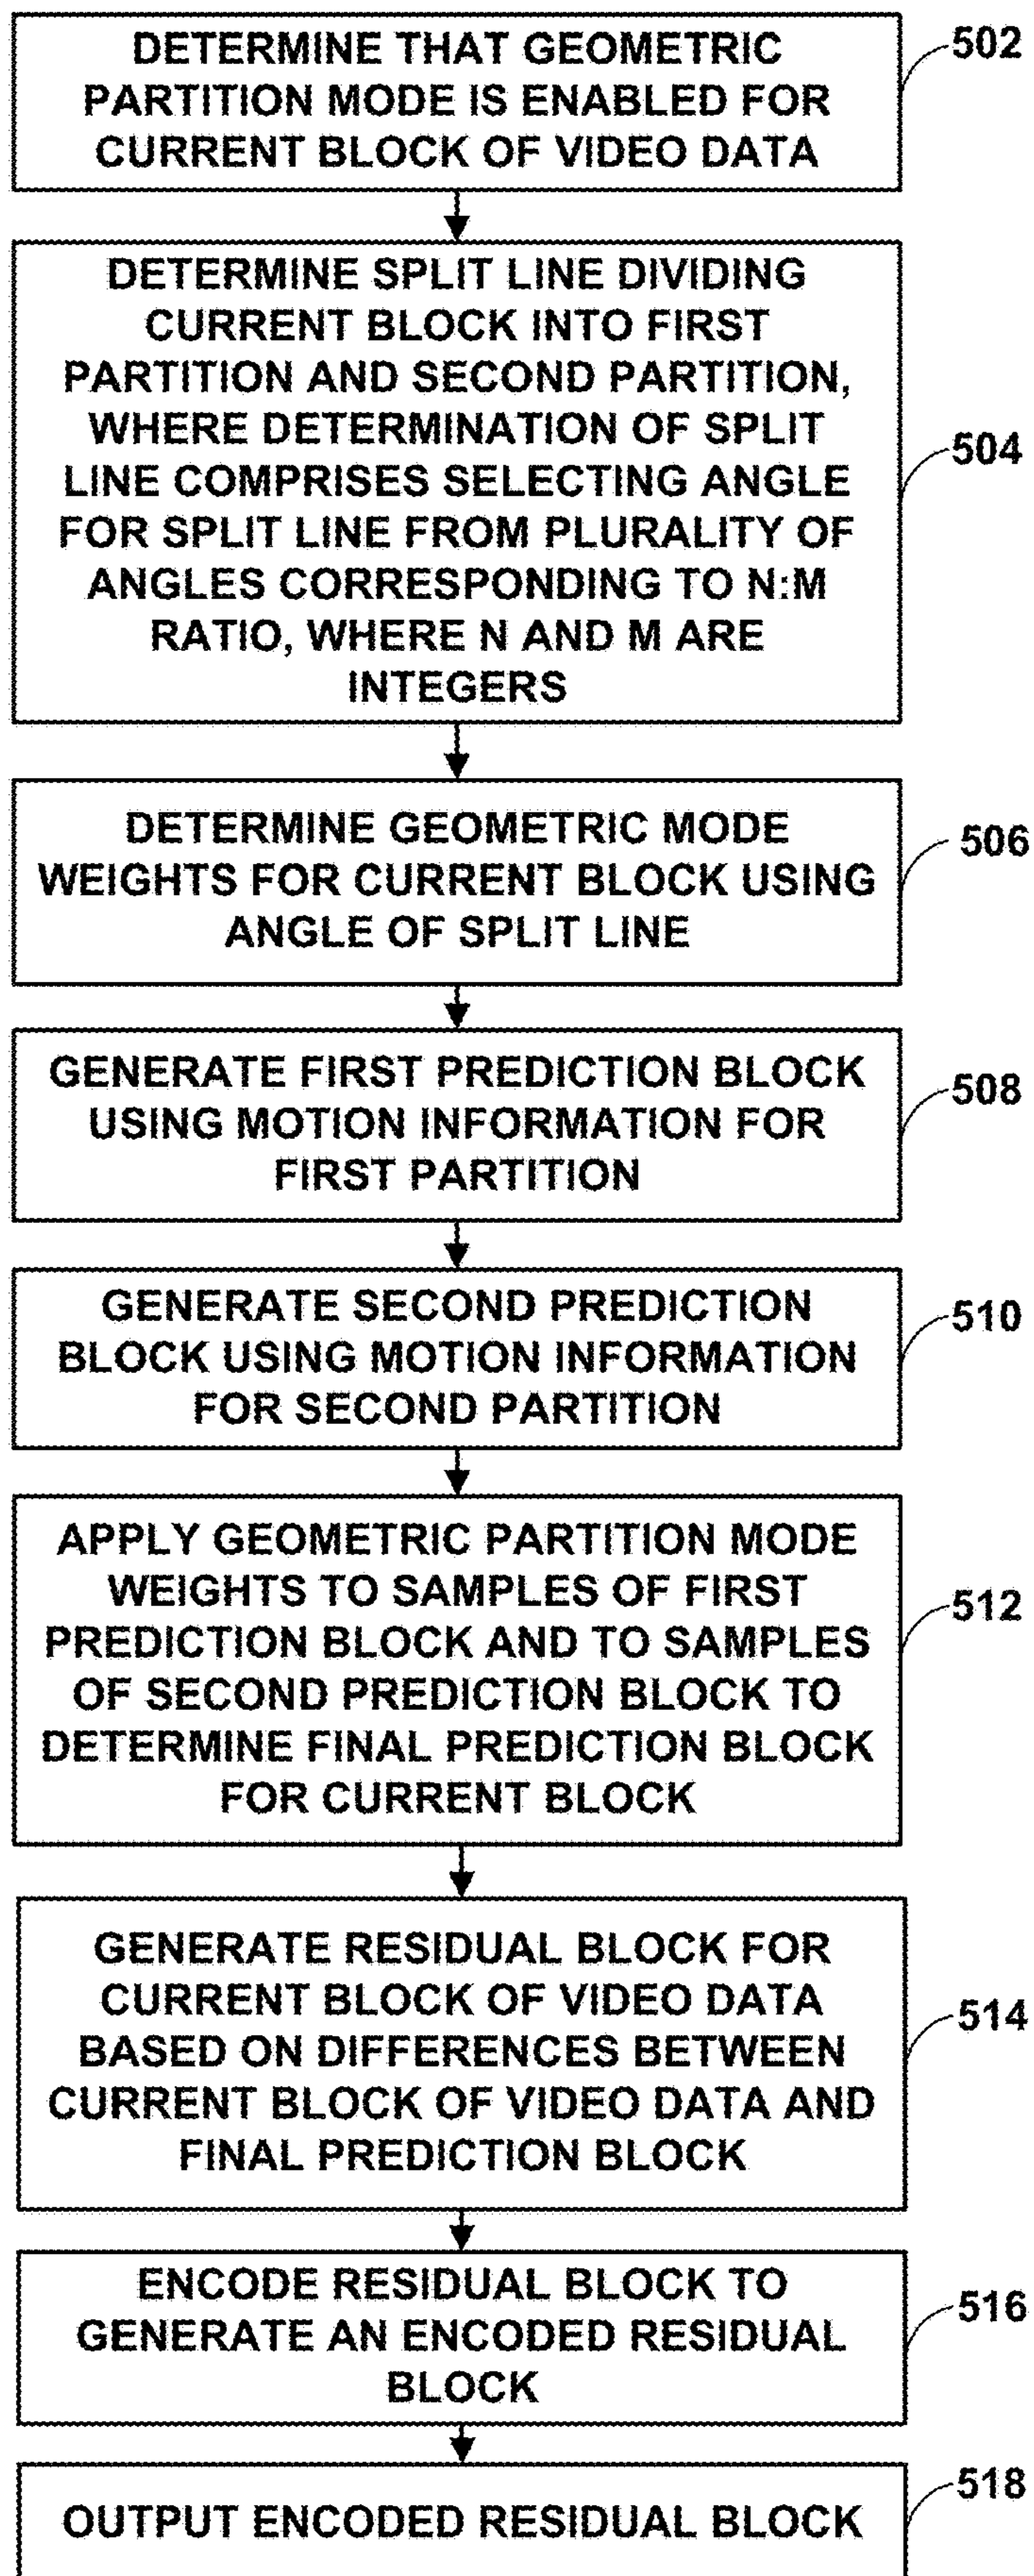 DETERMINE THAT GEOMETRIC
PARTITION MODE IS ENABLED FOR
CURRENT BLOCK OF VIDEO DATA
502
DETERMINE SPLIT LINE DIVIDING
CURRENT BLOCK INTO FIRST
PARTITION AND SECOND PARTITION,
WHERE DETERMINATION OF SPLIT
LINE COMPRISES SELECTING ANGLE
FOR SPLIT LINE FROM PLURALITY OF
ANGLES CORRESPONDING TO N:M
RATIO, WHERE N AND M ARE
INTEGERS
504
DETERMINE GEOMETRIC MODE
WEIGHTS FOR CURRENT BLOCK USING
ANGLE OF SPLIT LINE
506
GENERATE FIRST PREDICTION BLOCK
USING MOTION INFORMATION FOR
FIRST PARTITION
508
GENERATE SECOND PREDICTION
BLOCK USING MOTION INFORMATION
FOR SECOND PARTITION
510
APPLY GEOMETRIC PARTITION MODE
WEIGHTS TO SAMPLES OF FIRST
PREDICTION BLOCK AND TO SAMPLES
OF SECOND PREDICTION BLOCK TO
DETERMINE FINAL PREDICTION BLOCK
FOR CURRENT BLOCK
512
GENERATE RESIDUAL BLOCK FOR
CURRENT BLOCK OF VIDEO DATA
BASED ON DIFFERENCES BETWEEN
CURRENT BLOCK OF VIDEO DATA AND
FINAL PREDICTION BLOCK
514
ENCODE RESIDUAL BLOCK TO
GENERATE AN ENCODED RESIDUAL
BLOCK
516
OUTPUT ENCODED RESIDUAL BLOCK
518